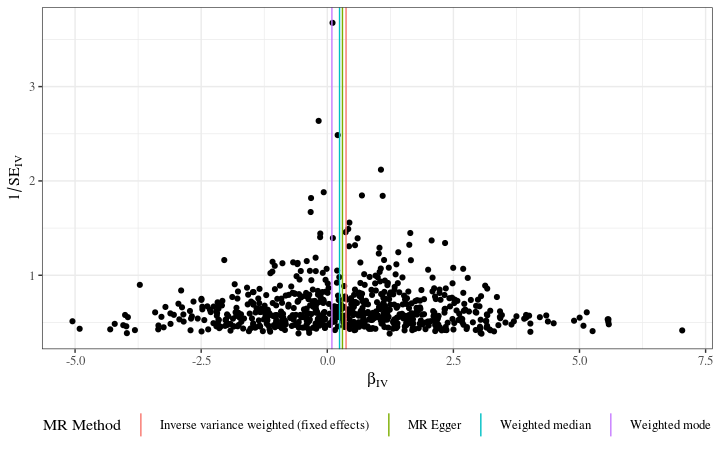 3
2
1
1/SE_IV
-5.0 -2.5 0.0 2.5 5.0 7.5
β_IV
MR Method Inverse variance weighted (fixed effects) MR Egger Weighted median Weighted mode